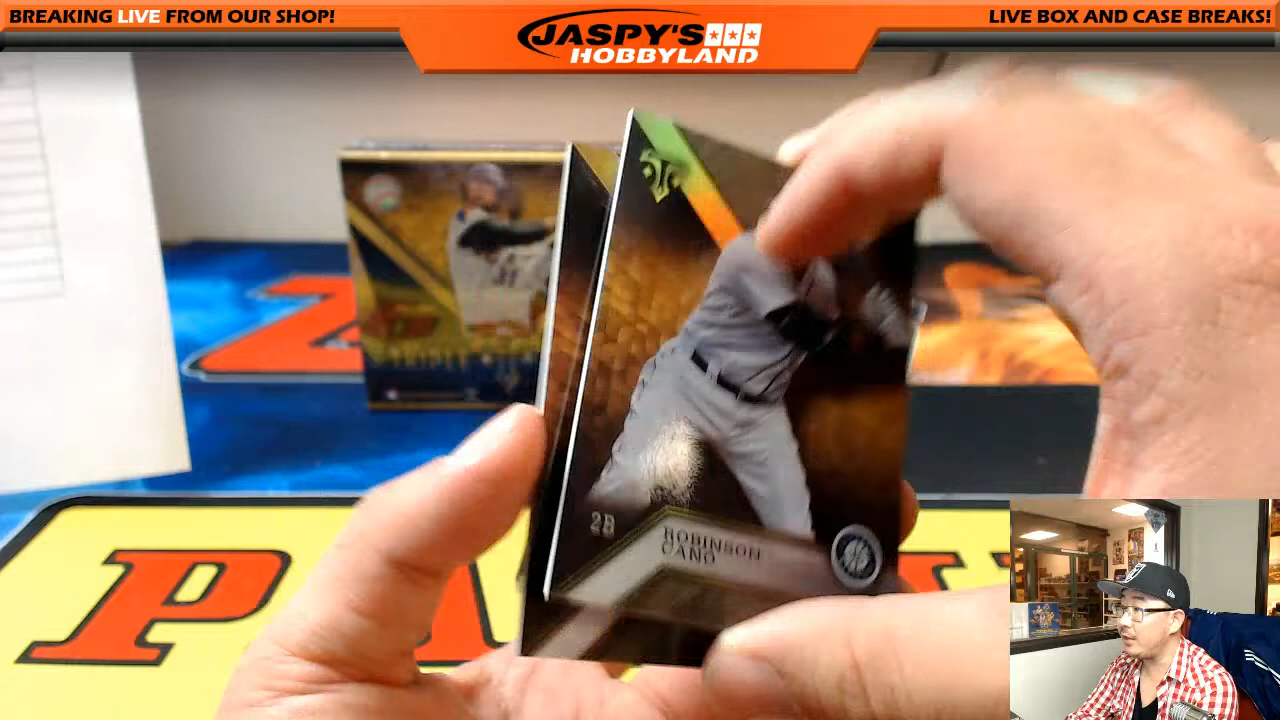 BREAKING LIVE FROM OUR SHOP!
JASPY'S
HOBBYLAND
LIVE BOX AND CASE BREAKS!
2B
ROBINSON
CANO